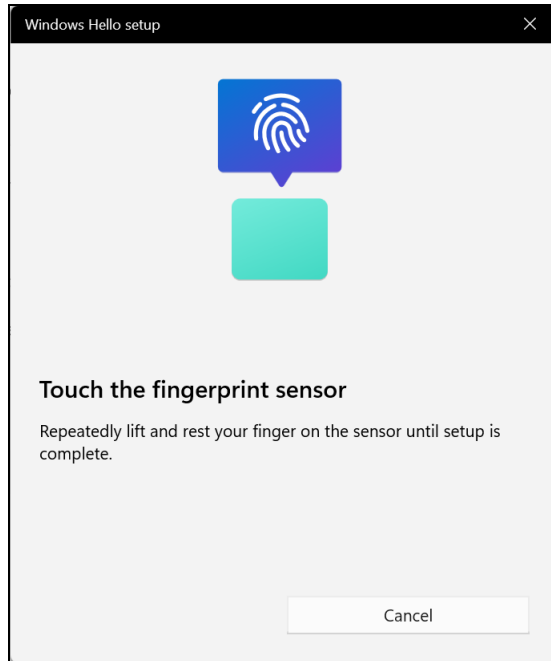 Windows Hello setup
Touch the fingerprint sensor
Repeatedly lift and rest your finger on the sensor until setup is
complete.
Cancel